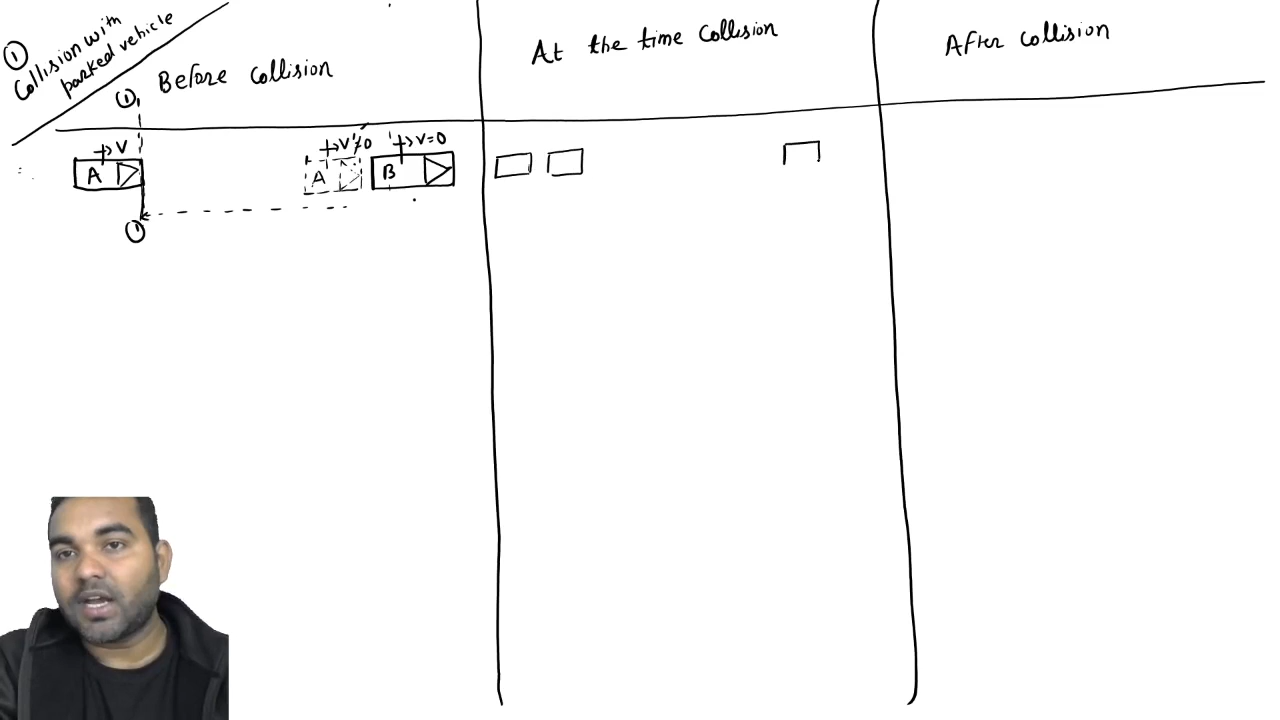 ① Collision with
parked vehicle
Before collision
At the time collision
After collision
①
→V
A
→V'≠0
A
→V=0
B
①